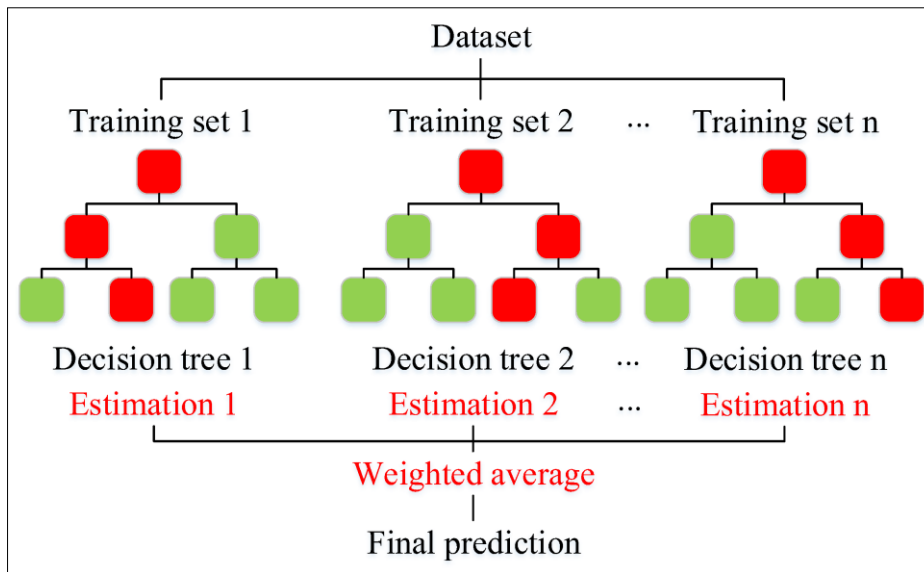 Dataset
Training set 1 Training set 2 ... Training set n
Decision tree 1 Decision tree 2 ... Decision tree n
Estimation 1 Estimation 2 ... Estimation n
Weighted average
Final prediction